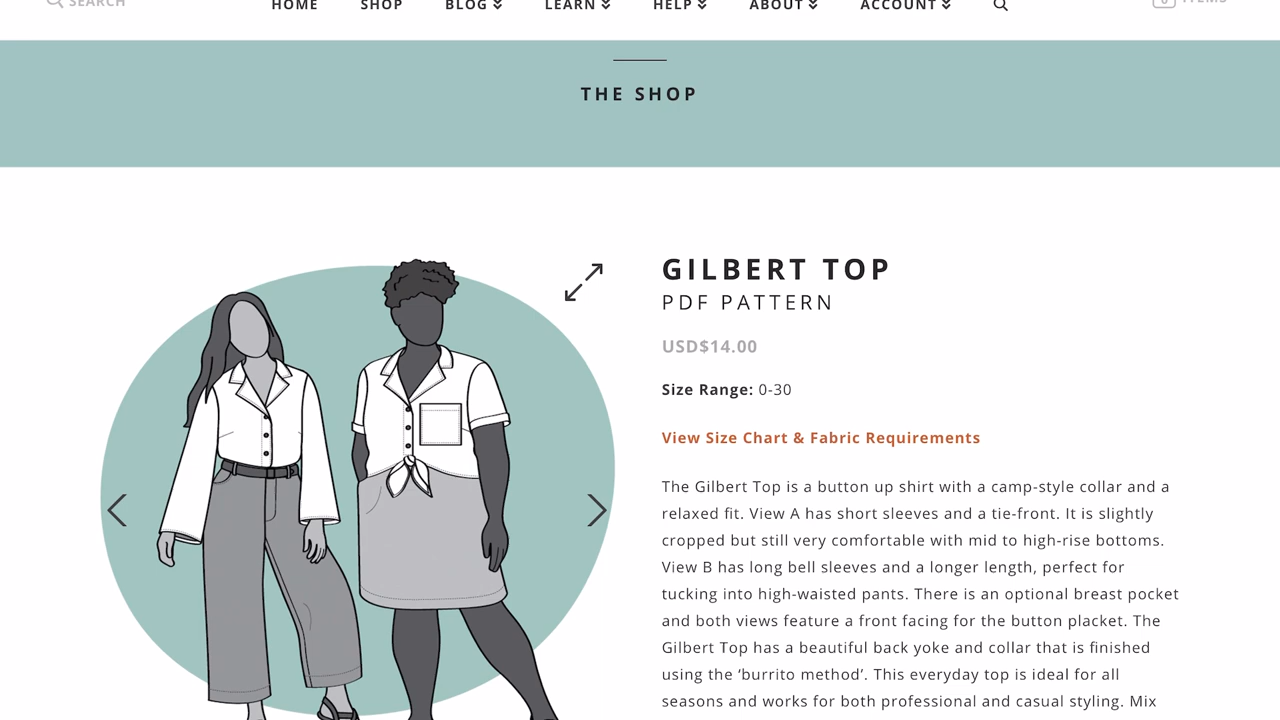 SEARCH
HOME SHOP BLOG LEARN HELP ABOUT ACCOUNT
0 ITEMS
THE SHOP
GILBERT TOP
PDF PATTERN
USD$14.00
Size Range: 0-30
View Size Chart & Fabric Requirements
The Gilbert Top is a button up shirt with a camp-style collar and a
relaxed fit. View A has short sleeves and a tie-front. It is slightly
cropped but still very comfortable with mid to high-rise bottoms.
View B has long bell sleeves and a longer length, perfect for
tucking into high-waisted pants. There is an optional breast pocket
and both views feature a front facing for the button placket. The
Gilbert Top has a beautiful back yoke and collar that is finished
using the ‘burrito method’. This everyday top is ideal for all
seasons and works for both professional and casual styling. Mix